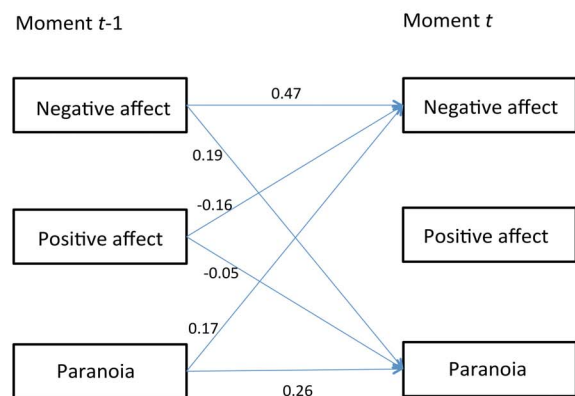 Moment t-1
Moment t
Negative affect
0.47
Negative affect
0.19
-0.16
Positive affect
Positive affect
-0.05
0.17
Paranoia
Paranoia
0.26